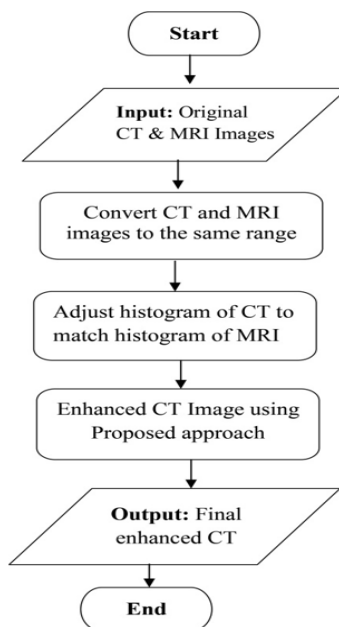 Start
Input: Original
CT & MRI Images
Convert CT and MRI
images to the same range
Adjust histogram of CT to
match histogram of MRI
Enhanced CT Image using
Proposed approach
Output: Final
enhanced CT
End